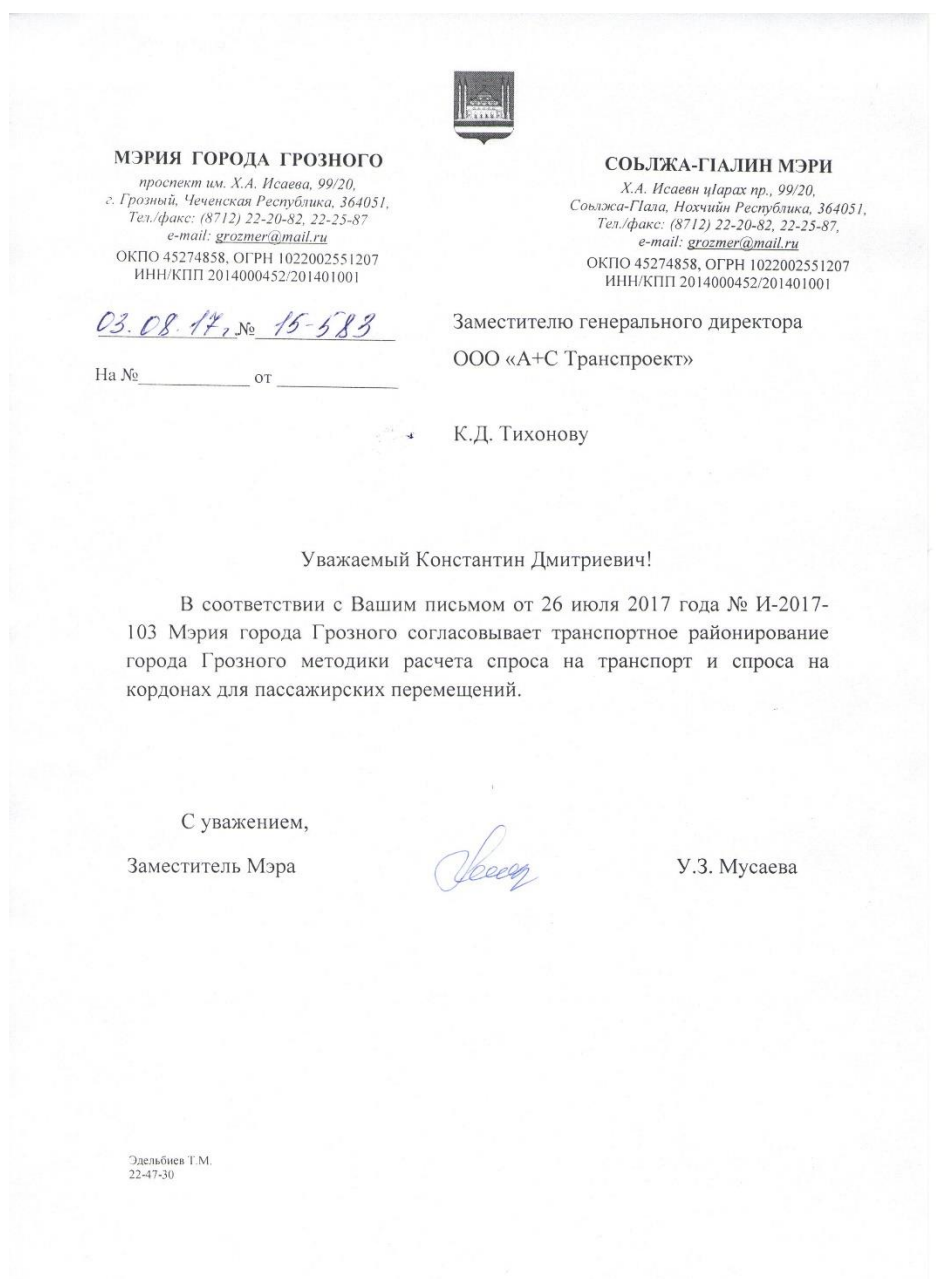 МЭРИЯ ГОРОДА ГРОЗНОГО
проспект им. Х.А. Исаева, 99/20,
г. Грозный, Чеченская Республика, 364051,
Тел./факс: (8712) 22-20-82, 22-25-87
e-mail: grozmer@mail.ru
ОКПО 45274858, ОГРН 1022002551207
ИНН/КПП 2014000452/201401001
СОЬЛЖА-ГIАЛИН МЭРИ
Х.А. Исаевн цIарах пр., 99/20,
Соьлжа-ГIала, Нохчийн Республика, 364051,
Тел./факс: (8712) 22-20-82, 22-25-87,
e-mail: grozmer@mail.ru
ОКПО 45274858, ОГРН 1022002551207
ИНН/КПП 2014000452/201401001
03.08.17г № 15-583
На №____________ от _____________
Заместителю генерального директора
ООО «А+С Транспроект»
К.Д. Тихонову
Уважаемый Константин Дмитриевич!
В соответствии с Вашим письмом от 26 июля 2017 года № И-2017-
103 Мэрия города Грозного согласовывает транспортное районирование
города Грозного методики расчета спроса на транспорт и спроса на
кордонах для пассажирских перемещений.
С уважением,
Заместитель Мэра У.З. Мусаева
Эдельбиев Т.М.
22-47-30